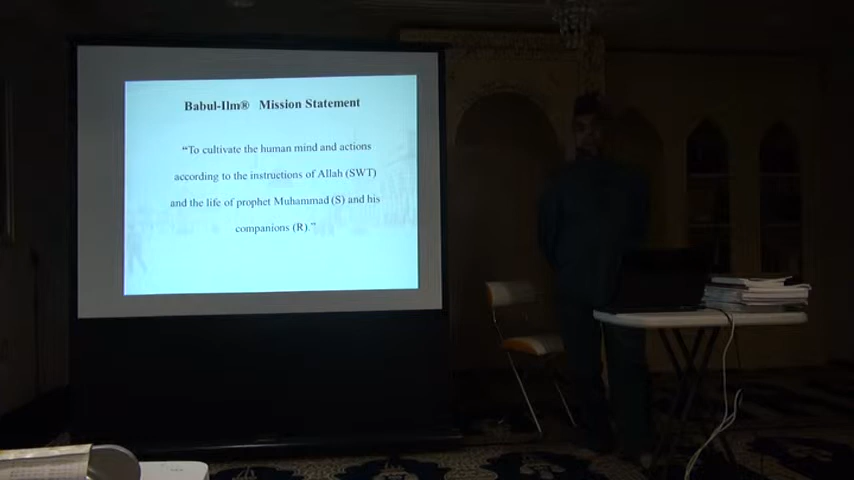 Babul-Ilm® Mission Statement
“To cultivate the human mind and actions
according to the instructions of Allah (SWT)
and the life of prophet Muhammad (S) and his
companions (R).”